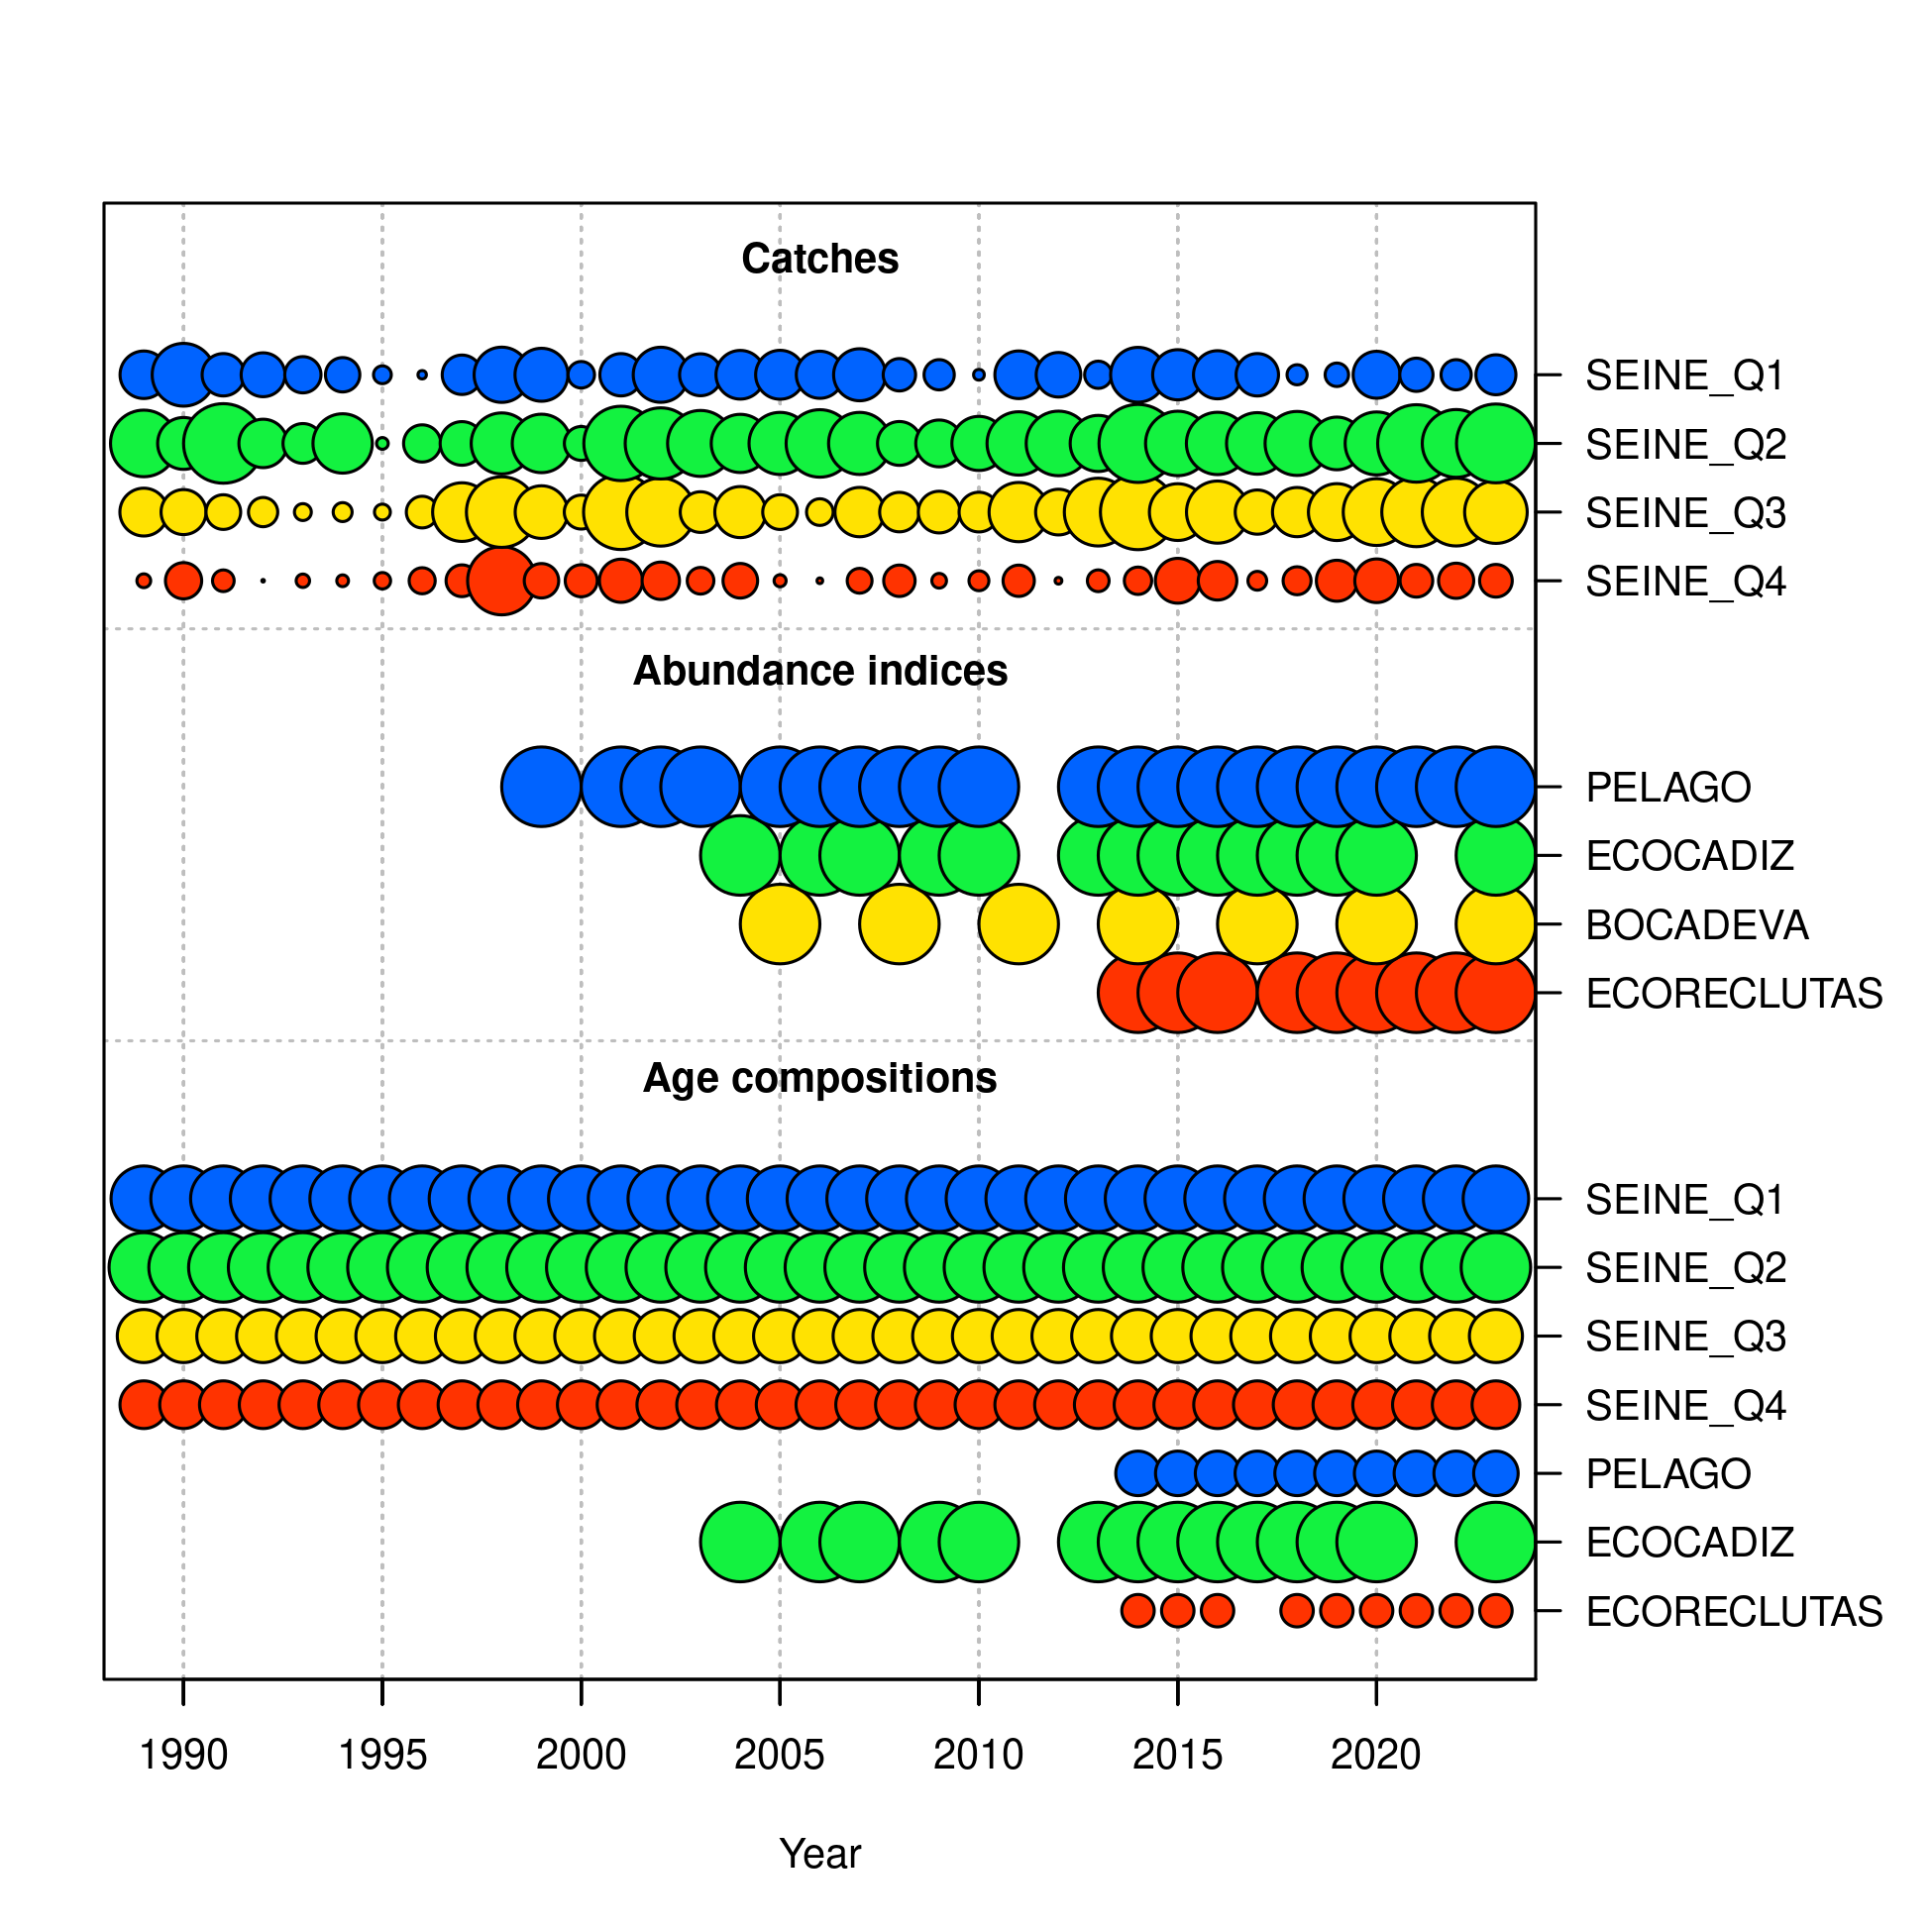 Catches
SEINE_Q1
SEINE_Q2
SEINE_Q3
SEINE_Q4
Abundance indices
PELAGO
ECOCADIZ
BOCADEVA
ECORECLUTAS
Age compositions
SEINE_Q1
SEINE_Q2
SEINE_Q3
SEINE_Q4
PELAGO
ECOCADIZ
ECORECLUTAS
1990 1995 2000 2005 2010 2015 2020
Year